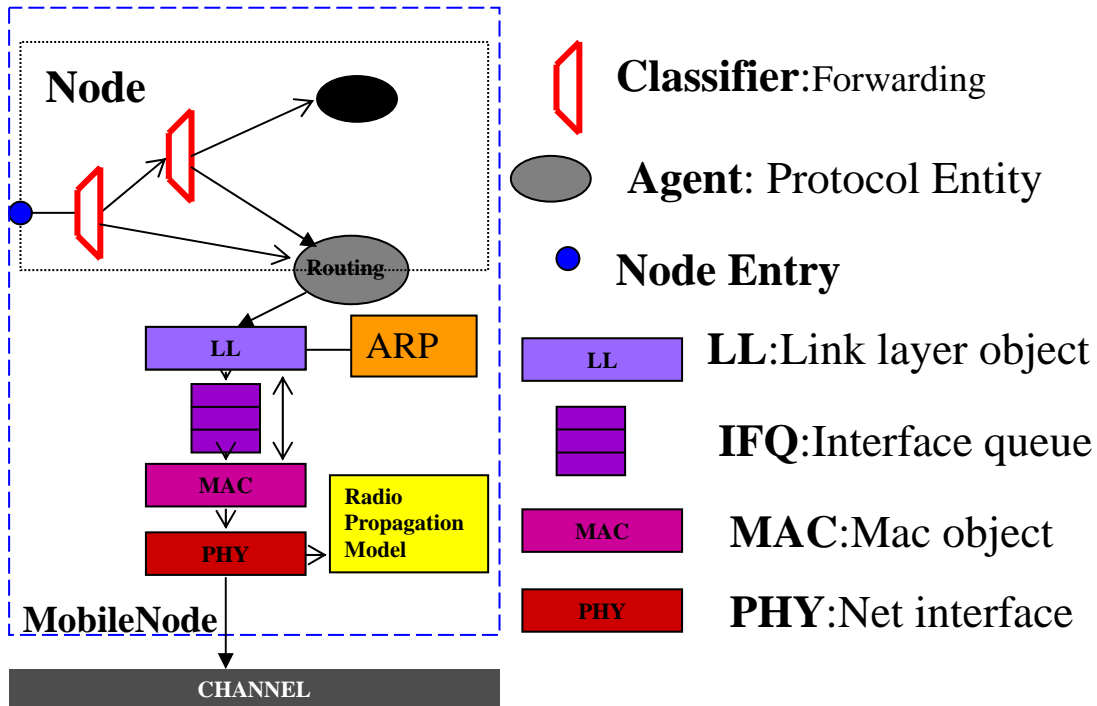 Node
Routing
LL
ARP
MAC
PHY
Radio
Propagation
Model
MobileNode
CHANNEL
Classifier:Forwarding
Agent: Protocol Entity
Node Entry
LL
LL:Link layer object
IFQ:Interface queue
MAC
MAC:Mac object
PHY
PHY:Net interface